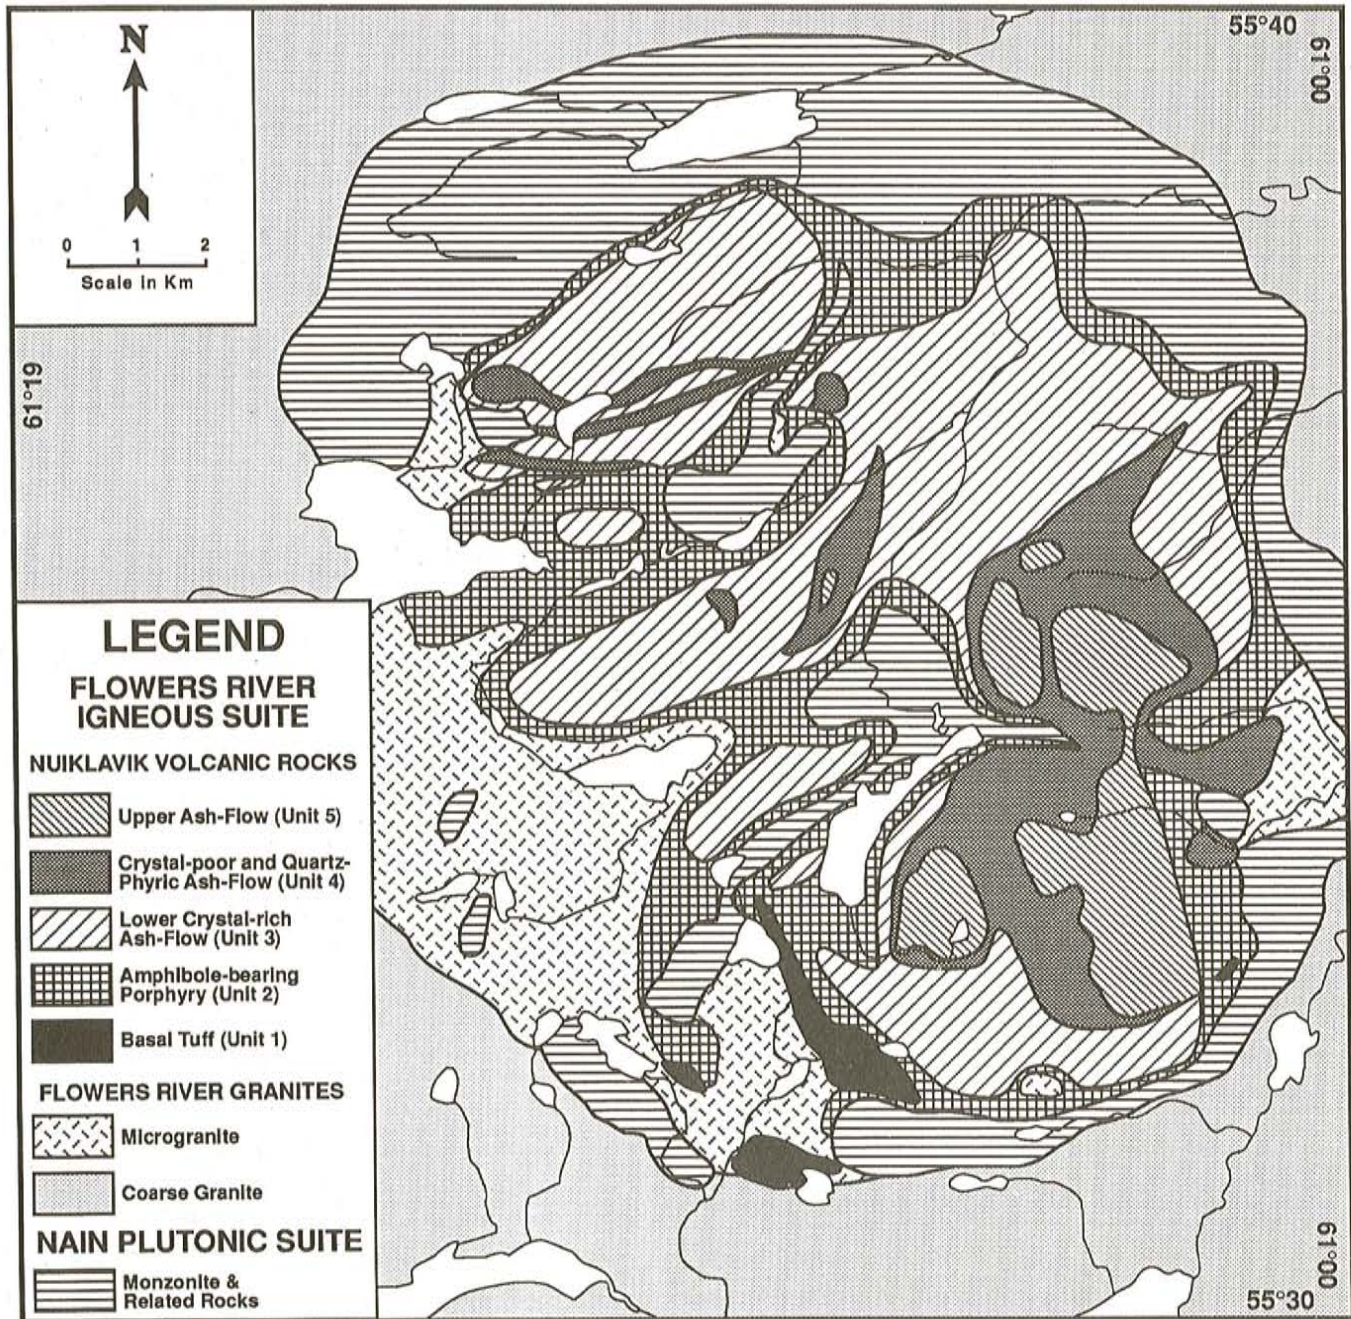 N
0 1 2
Scale in Km
55°40
61°00
61°19
LEGEND
FLOWERS RIVER
IGNEOUS SUITE
NUIKLAVIK VOLCANIC ROCKS
Upper Ash-Flow (Unit 5)
Crystal-poor and Quartz-
Phyric Ash-Flow (Unit 4)
Lower Crystal-rich
Ash-Flow (Unit 3)
Amphibole-bearing
Porphyry (Unit 2)
Basal Tuff (Unit 1)
FLOWERS RIVER GRANITES
Microgranite
Coarse Granite
NAIN PLUTONIC SUITE
Monzonite &
Related Rocks
61°00
55°30